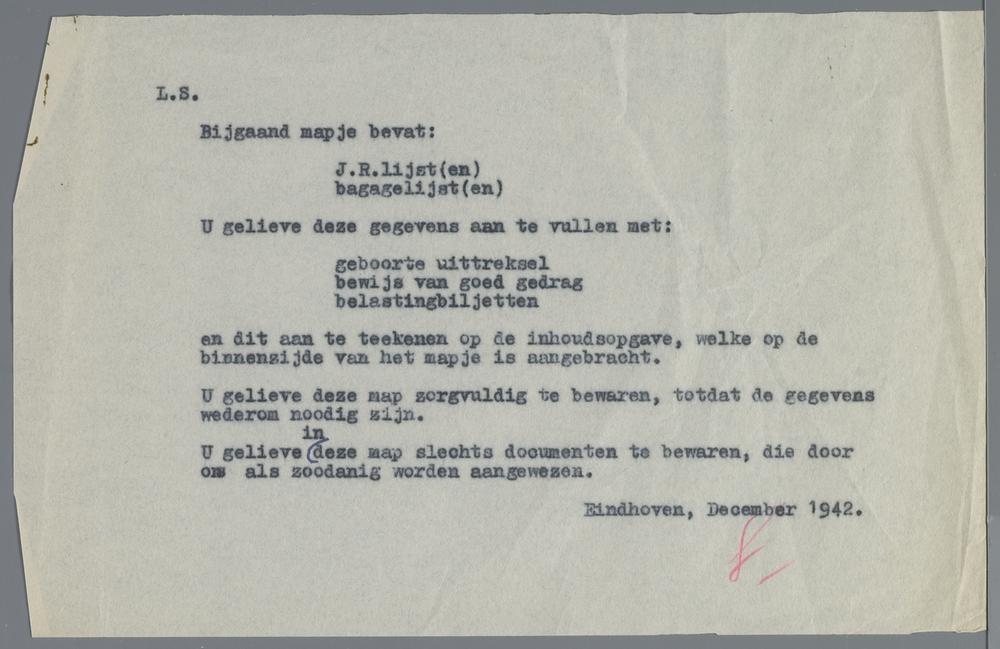 L.S.
Bijgaand mapje bevat:
J.R.lijst(en)
bagagelijst(en)
U gelieve deze gegevens aan te vullen met:
geboorte uittreksel
bewijs van goed gedrag
belastingbiljetten
en dit aan te teekenen op de inhoudsopgave, welke op de
binnenzijde van het mapje is aangebracht.
U gelieve deze map zorgvuldig te bewaren, totdat de gegevens
wederom noodig zijn.
in
U gelieve deze map slechts documenten te bewaren, die door
ons als zoodanig worden aangewezen.
Eindhoven, December 1942.